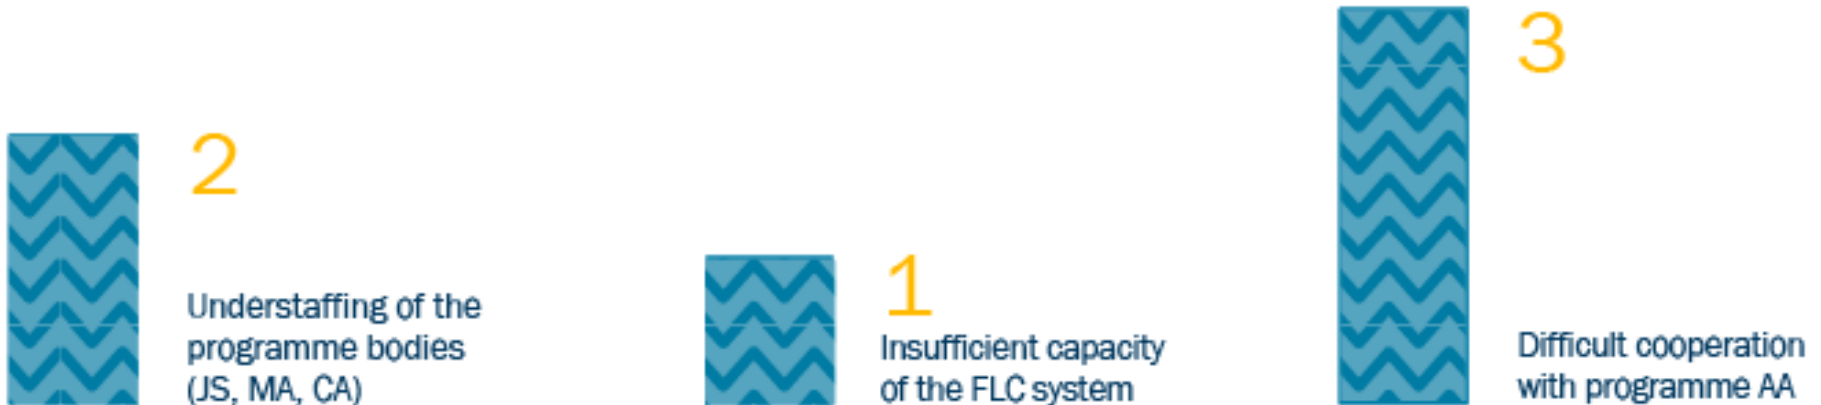 2
Understaffing of the
programme bodies
(JS, MA, CA)
1
Insufficient capacity
of the FLC system
3
Difficult cooperation
with programme AA